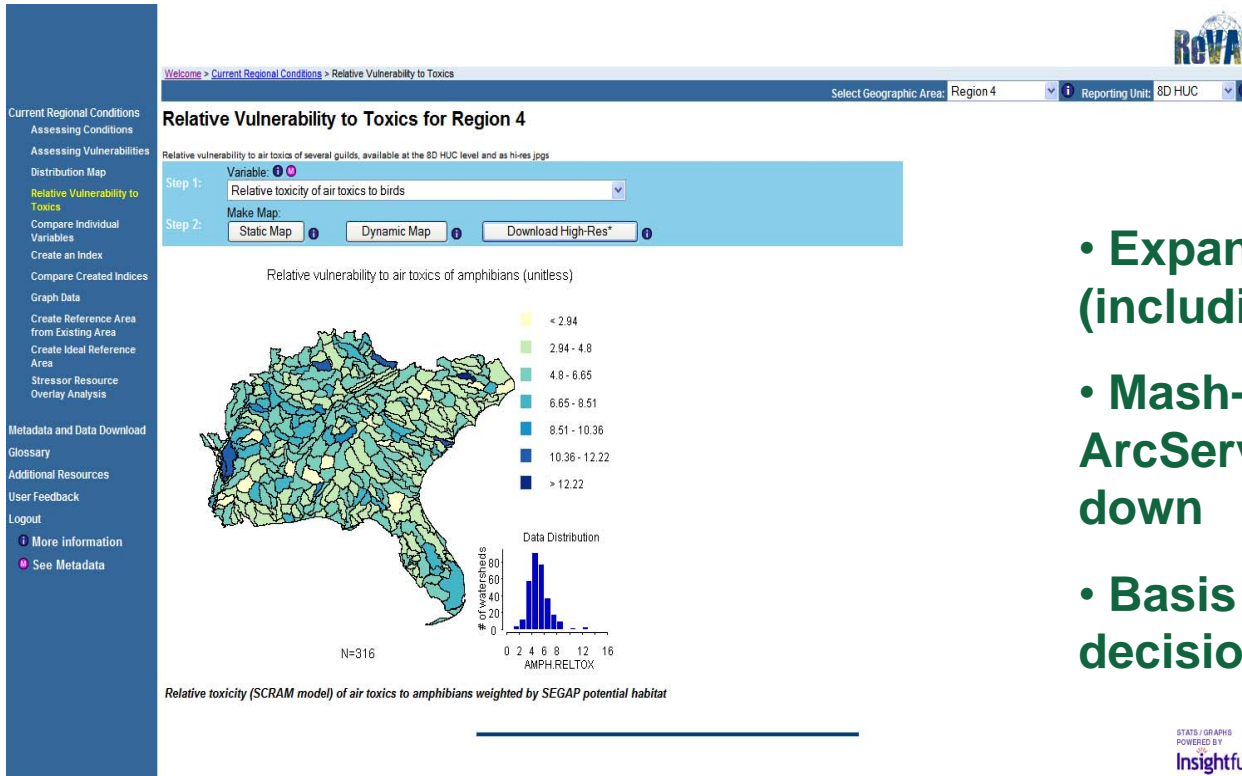 ReVA
Welcome > Current Regional Conditions > Relative Vulnerability to Toxics
Select Geographic Area: Region 4 Reporting Unit: 8D HUC
Current Regional Conditions
Assessing Conditions
Assessing Vulnerabilities
Distribution Map
Relative Vulnerability to
Toxics
Compare Individual
Variables
Create an Index
Compare Created Indices
Graph Data
Create Reference Area
from Existing Area
Create Ideal Reference
Area
Stressor Resource
Overlay Analysis
Metadata and Data Download
Glossary
Additional Resources
User Feedback
Logout
i More information
M See Metadata
Relative Vulnerability to Toxics for Region 4
Relative vulnerability to air toxics of several guilds, available at the 8D HUC level and as hi-res jpgs
Step 1: Variable:
Relative toxicity of air toxics to birds
Step 2: Make Map:
Static Map Dynamic Map Download High-Res*
Relative vulnerability to air toxics of amphibians (unitless)
< 2.94
2.94 - 4.8
4.8 - 6.65
6.65 - 8.51
8.51 - 10.36
10.36 - 12.22
> 12.22
Data Distribution
# of watersheds
80
60
40
20
0
0 2 4 6 8 12 16
AMPH.RELTOX
N=316
Relative toxicity (SCRAM model) of air toxics to amphibians weighted by SEGAP potential habitat
• Expan
(includi
• Mash-
ArcServ
down
• Basis
decisio
STATS / GRAPHS
POWERED BY
Insightfu